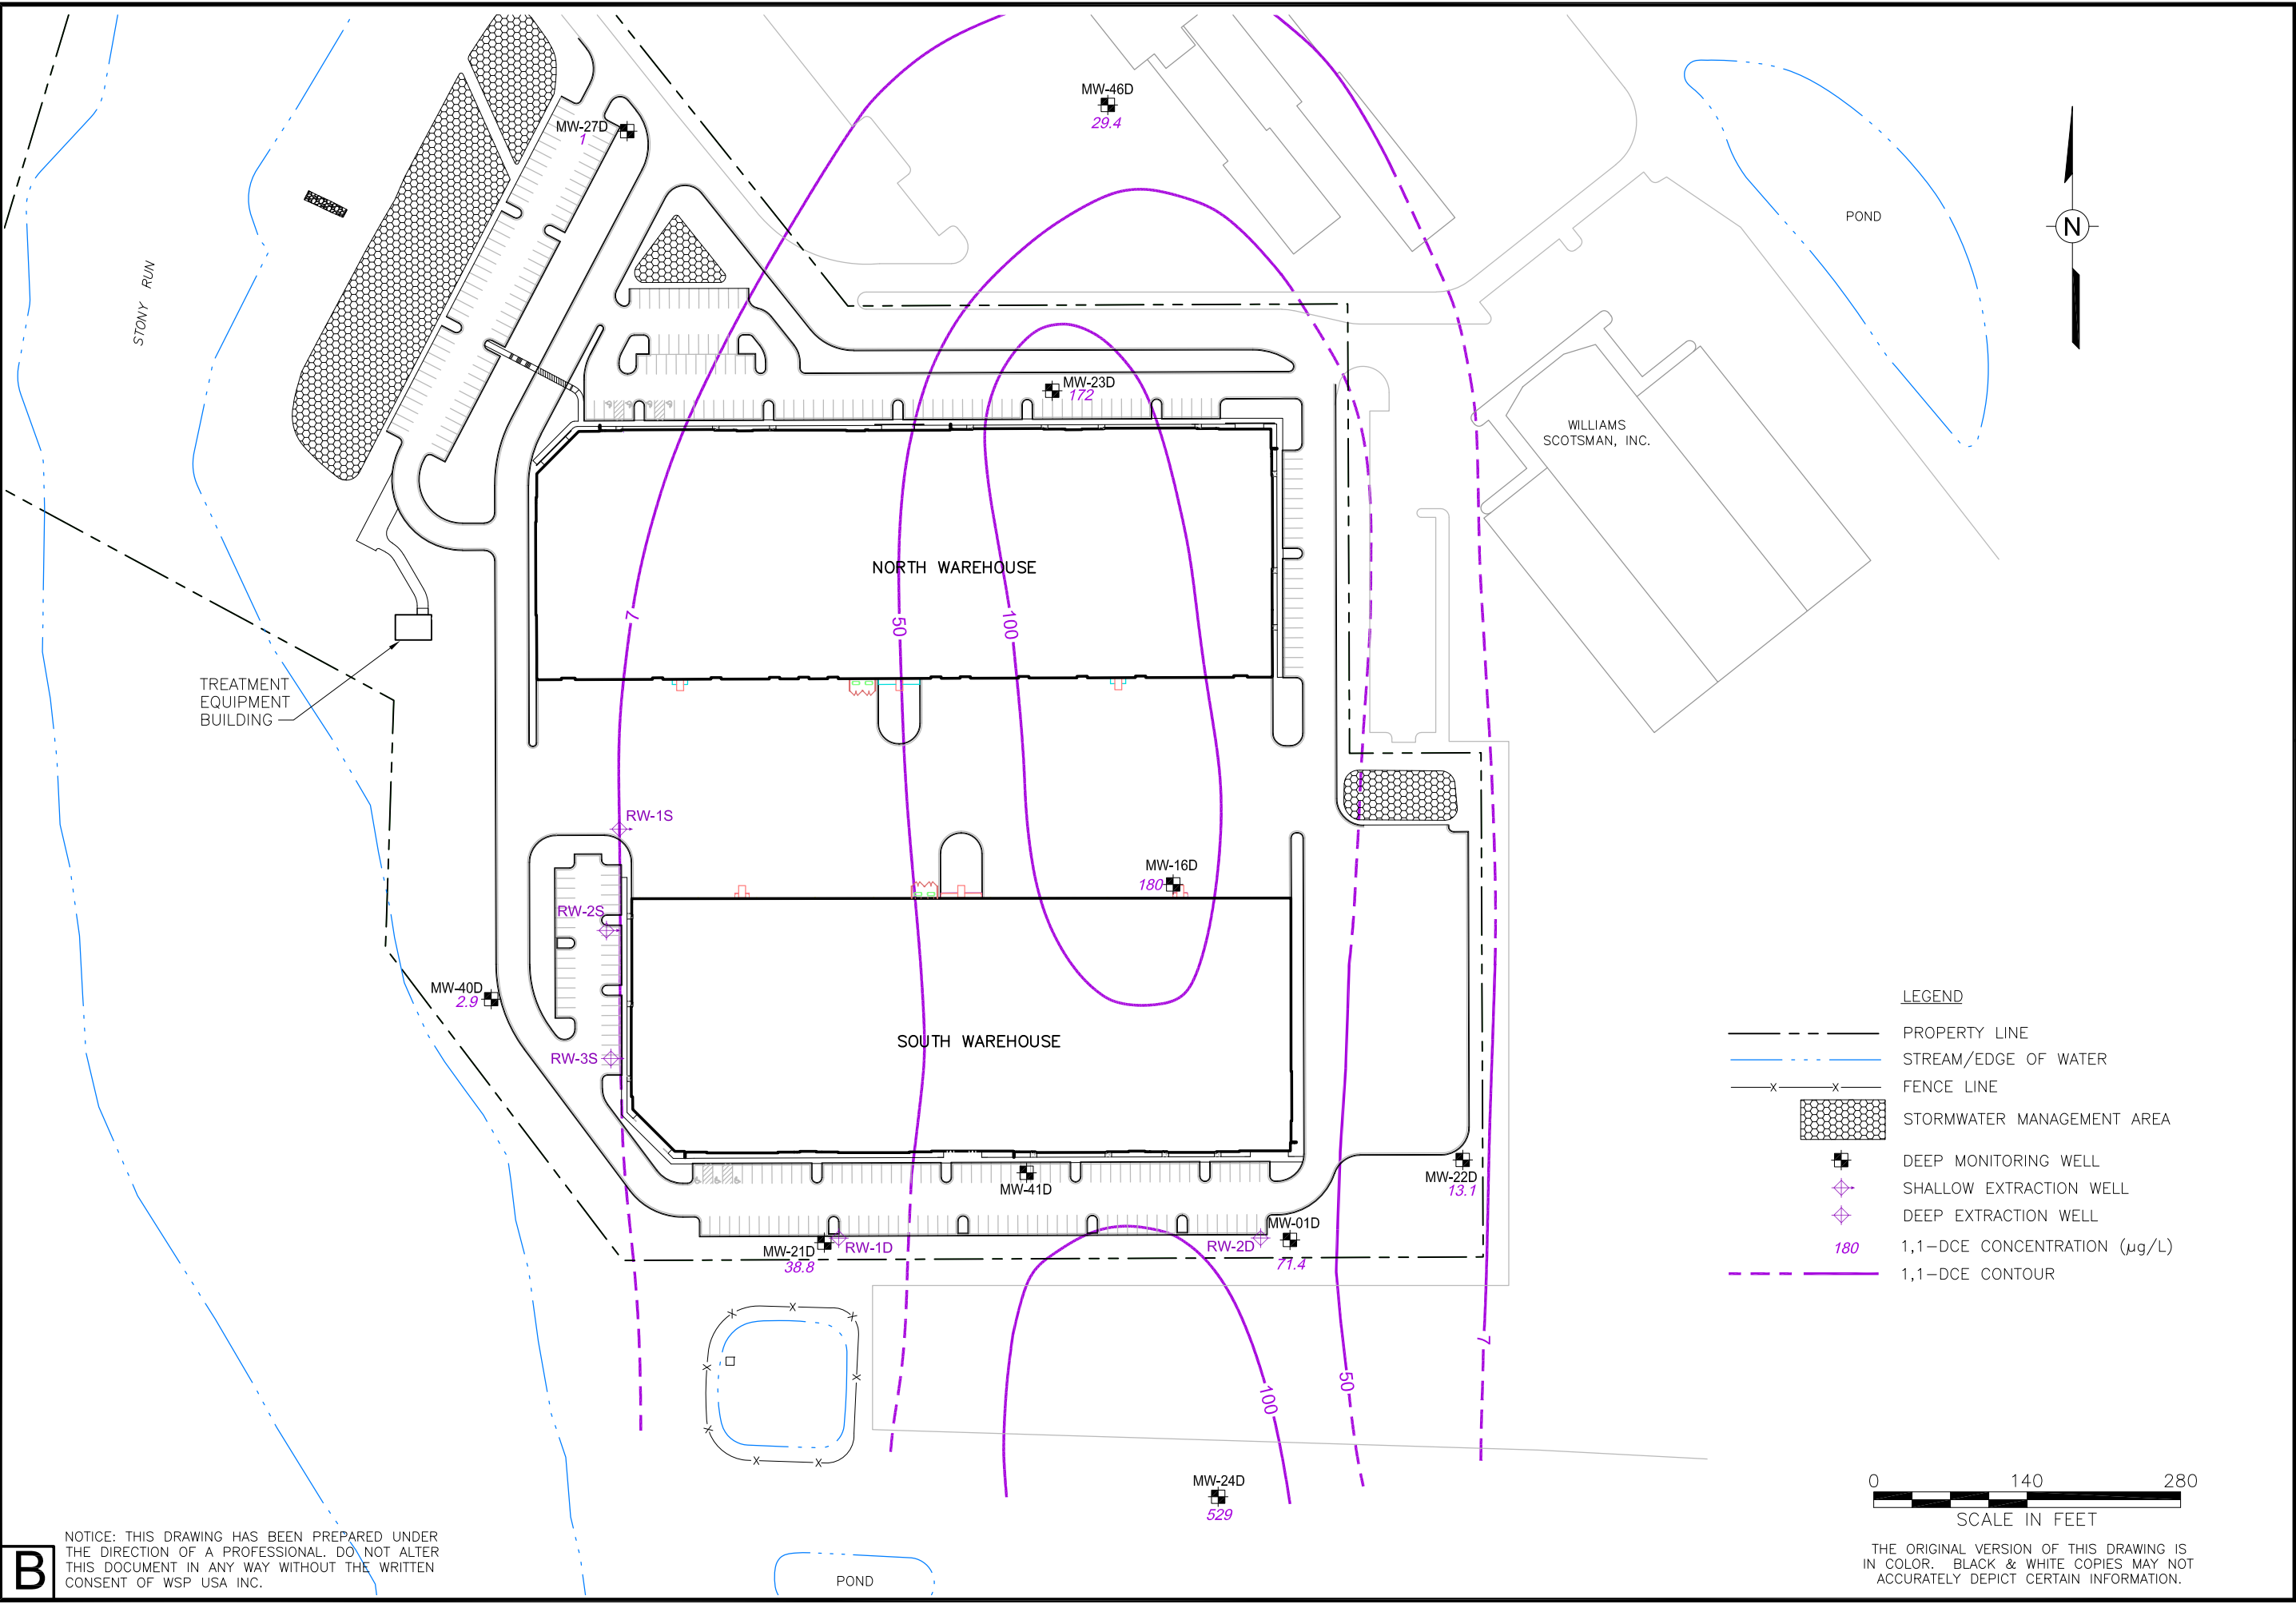 MW-46D
29.4
MW-27D
1
POND
N
STONY RUN
MW-23D
172
WILLIAMS
SCOTSMAN, INC.
NORTH WAREHOUSE
7
50
100
TREATMENT
EQUIPMENT
BUILDING
RW-1S
MW-16D
180
RW-2S
MW-40D
2.9
SOUTH WAREHOUSE
RW-3S
MW-41D
MW-22D
13.1
MW-21D
38.8
RW-1D
RW-2D
MW-01D
71.4
7
50
100
MW-24D
529
POND
LEGEND
PROPERTY LINE
STREAM/EDGE OF WATER
X X FENCE LINE
STORMWATER MANAGEMENT AREA
DEEP MONITORING WELL
SHALLOW EXTRACTION WELL
DEEP EXTRACTION WELL
180 1,1-DCE CONCENTRATION (µg/L)
1,1-DCE CONTOUR
0 140 280
SCALE IN FEET
THE ORIGINAL VERSION OF THIS DRAWING IS
IN COLOR. BLACK & WHITE COPIES MAY NOT
ACCURATELY DEPICT CERTAIN INFORMATION.
B
NOTICE: THIS DRAWING HAS BEEN PREPARED UNDER
THE DIRECTION OF A PROFESSIONAL. DO NOT ALTER
THIS DOCUMENT IN ANY WAY WITHOUT THE WRITTEN
CONSENT OF WSP USA INC.